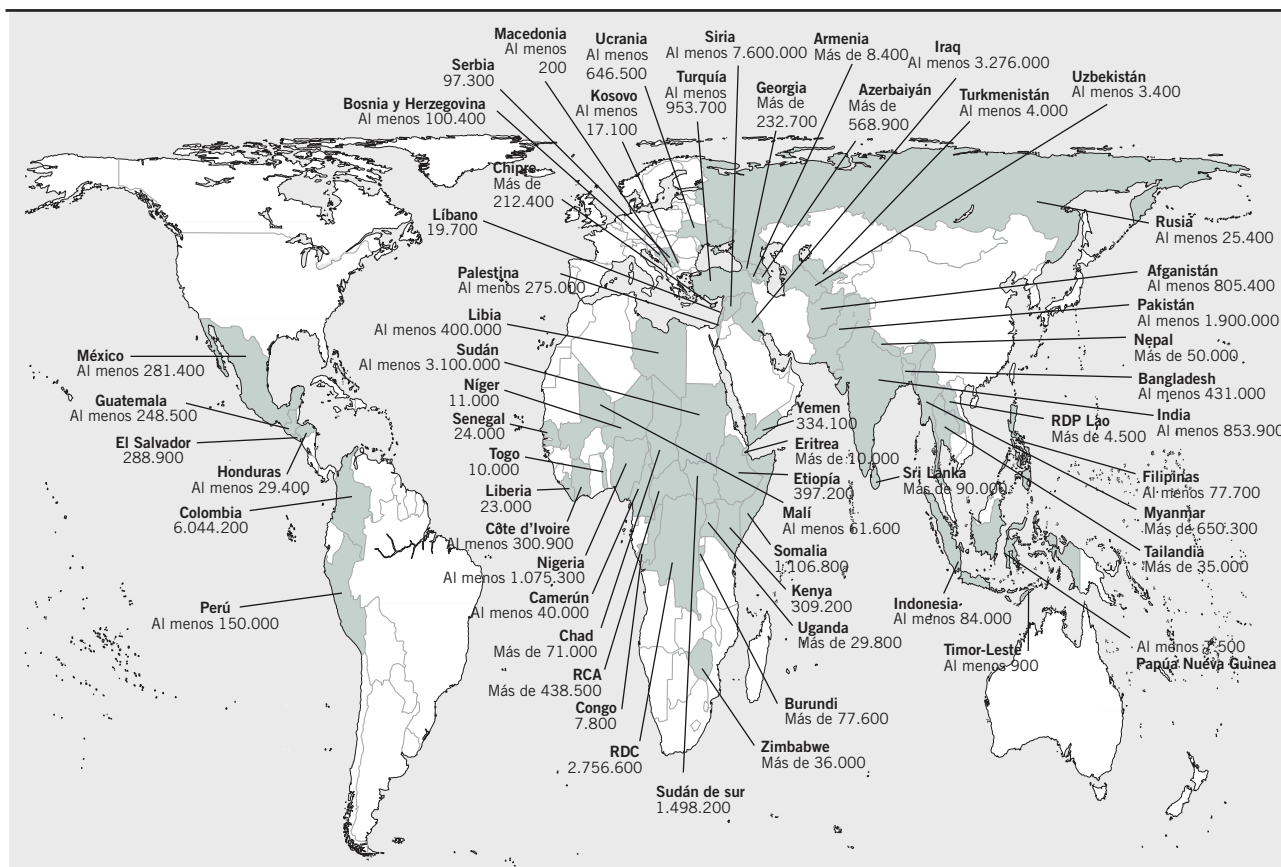 Macedonia
Al menos
200
Ucrania
Al menos
646.500
Siria
Al menos 7.600.000
Armenia
Más de 8.400
Iraq
Al menos 3.276.000
Serbia
97.300
Kosovo
Al menos
17.100
Turquía
Al menos
953.700
Georgia
Más de
232.700
Azerbaiyán
Más de
568.900
Turkmenistán
Al menos 4.000
Uzbekistán
Al menos 3.400
Bosnia y Herzegovina
Al menos 100.400
Chipre
Más de
212.400
Líbano
19.700
Palestina
Al menos 275.000
Libia
Al menos 400.000
Sudán
Al menos 3.100.000
Níger
11.000
Senegal
24.000
Togo
10.000
Liberia
23.000
Côte d'Ivoire
Al menos 300.900
Nigeria
Al menos 1.075.300
Camerún
Al menos 40.000
Chad
Más de 71.000
RCA
Más de 438.500
Congo
7.800
RDC
2.756.600
Sudán de sur
1.498.200
México
Al menos 281.400
Guatemala
Al menos 248.500
El Salvador
288.900
Honduras
Al menos 29.400
Colombia
6.044.200
Perú
Al menos 150.000
Rusia
Al menos 25.400
Afganistán
Al menos 805.400
Pakistán
Al menos 1.900.000
Nepal
Más de 50.000
Bangladesh
Al menos 431.000
India
Al menos 853.900
RDP Lao
Más de 4.500
Filipinas
Al menos 77.700
Myanmar
Más de 650.300
Tailandia
Más de 35.000
Sri Lanka
Más de 90.000
Yemen
334.100
Eritrea
Más de 10.000
Etiopía
397.200
Malí
Al menos 61.600
Somalia
1.106.800
Kenya
309.200
Uganda
Más de 29.800
Burundi
Más de 77.600
Zimbabwe
Más de 36.000
Indonesia
Al menos 84.000
Timor-Leste
Al menos 900
Al menos 7.500
Papúa Nueva Guinea